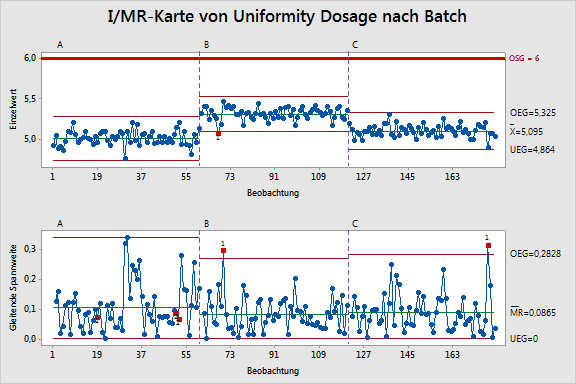 I/MR-Karte von Uniformity Dosage nach Batch
A B C
6,0 OSG = 6
5,5
OEG=5,325
Einzelwert
X=5,095
5,0
UEG=4,864
1
1 19 37 55 73 91 109 127 145 163
Beobachtung
A B C
0,3
1 1
OEG=0,2828
0,2
Gleitende Spannweite
0,1
MR=0,0865
0,0
UEG=0
1 19 37 55 73 91 109 127 145 163
Beobachtung